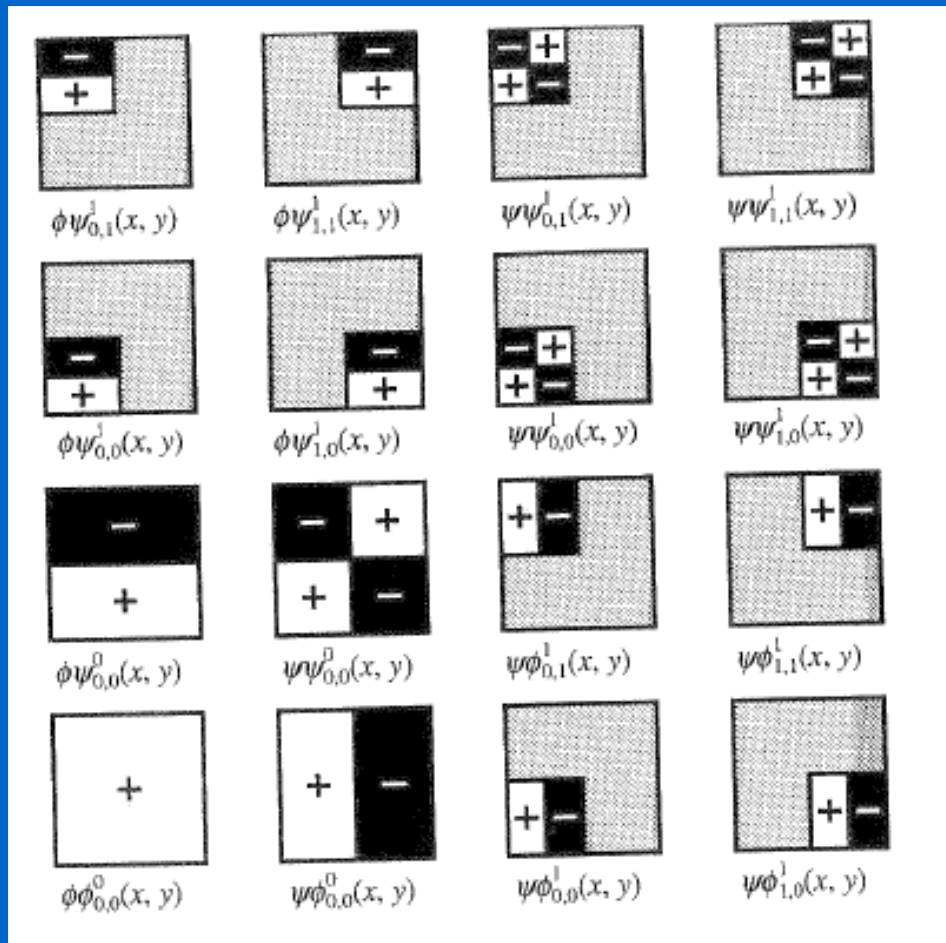 − − − + − +
+ + + − + −
ϕψ¹₀,₁(x, y) ϕψ¹₁,₁(x, y) ψψ¹₀,₁(x, y) ψψ¹₁,₁(x, y)
− − − + − +
+ + + − + −
ϕψ¹₀,₀(x, y) ϕψ¹₁,₀(x, y) ψψ¹₀,₀(x, y) ψψ¹₁,₀(x, y)
− − + + − + −
+ + −
ϕψ⁰₀,₀(x, y) ψψ⁰₀,₀(x, y) ψϕ¹₀,₁(x, y) ψϕ¹₁,₁(x, y)
+ + − + − + −
ϕϕ⁰₀,₀(x, y) ψϕ⁰₀,₀(x, y) ψϕ¹₀,₀(x, y) ψϕ¹₁,₀(x, y)